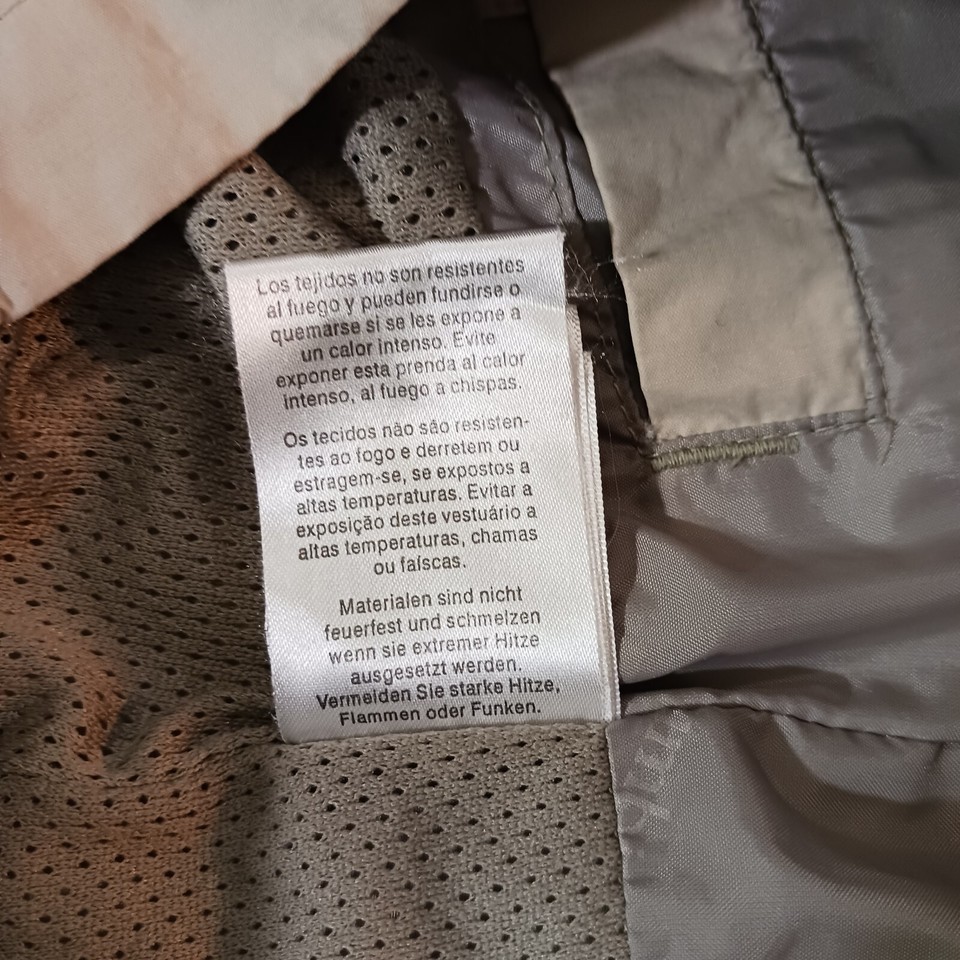 Los tejidos no son resistentes
al fuego y pueden fundirse o
quemarse si se les expone a
un calor intenso. Evite
exponer esta prenda al calor
intenso, al fuego a chispas.
Os tecidos não são resisten-
tes ao fogo e derretem ou
estragem-se, se expostos a
altas temperaturas. Evitar a
exposição deste vestuário a
altas temperaturas, chamas
ou faíscas.
Materialen sind nicht
feuerfest und schmelzen
wenn sie extremer Hitze
ausgesetzt werden.
Vermeiden Sie starke Hitze,
Flammen oder Funken.